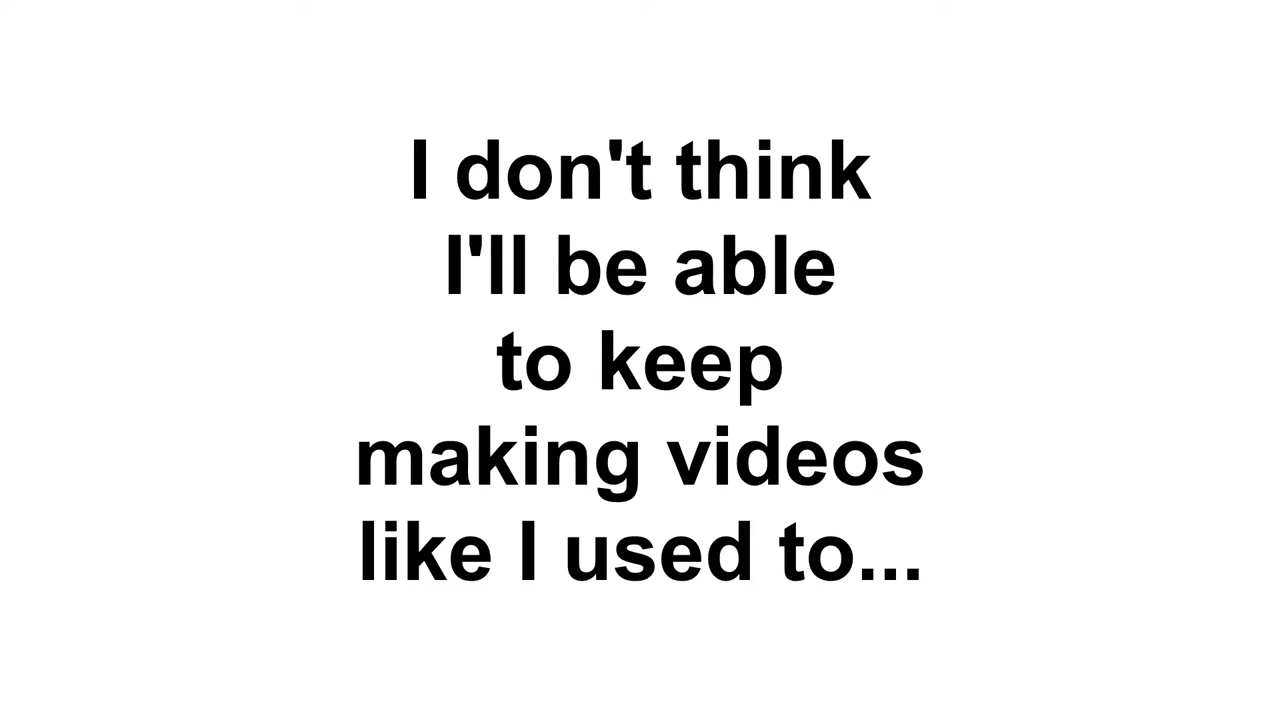 I don't think
I'll be able
to keep
making videos
like I used to...